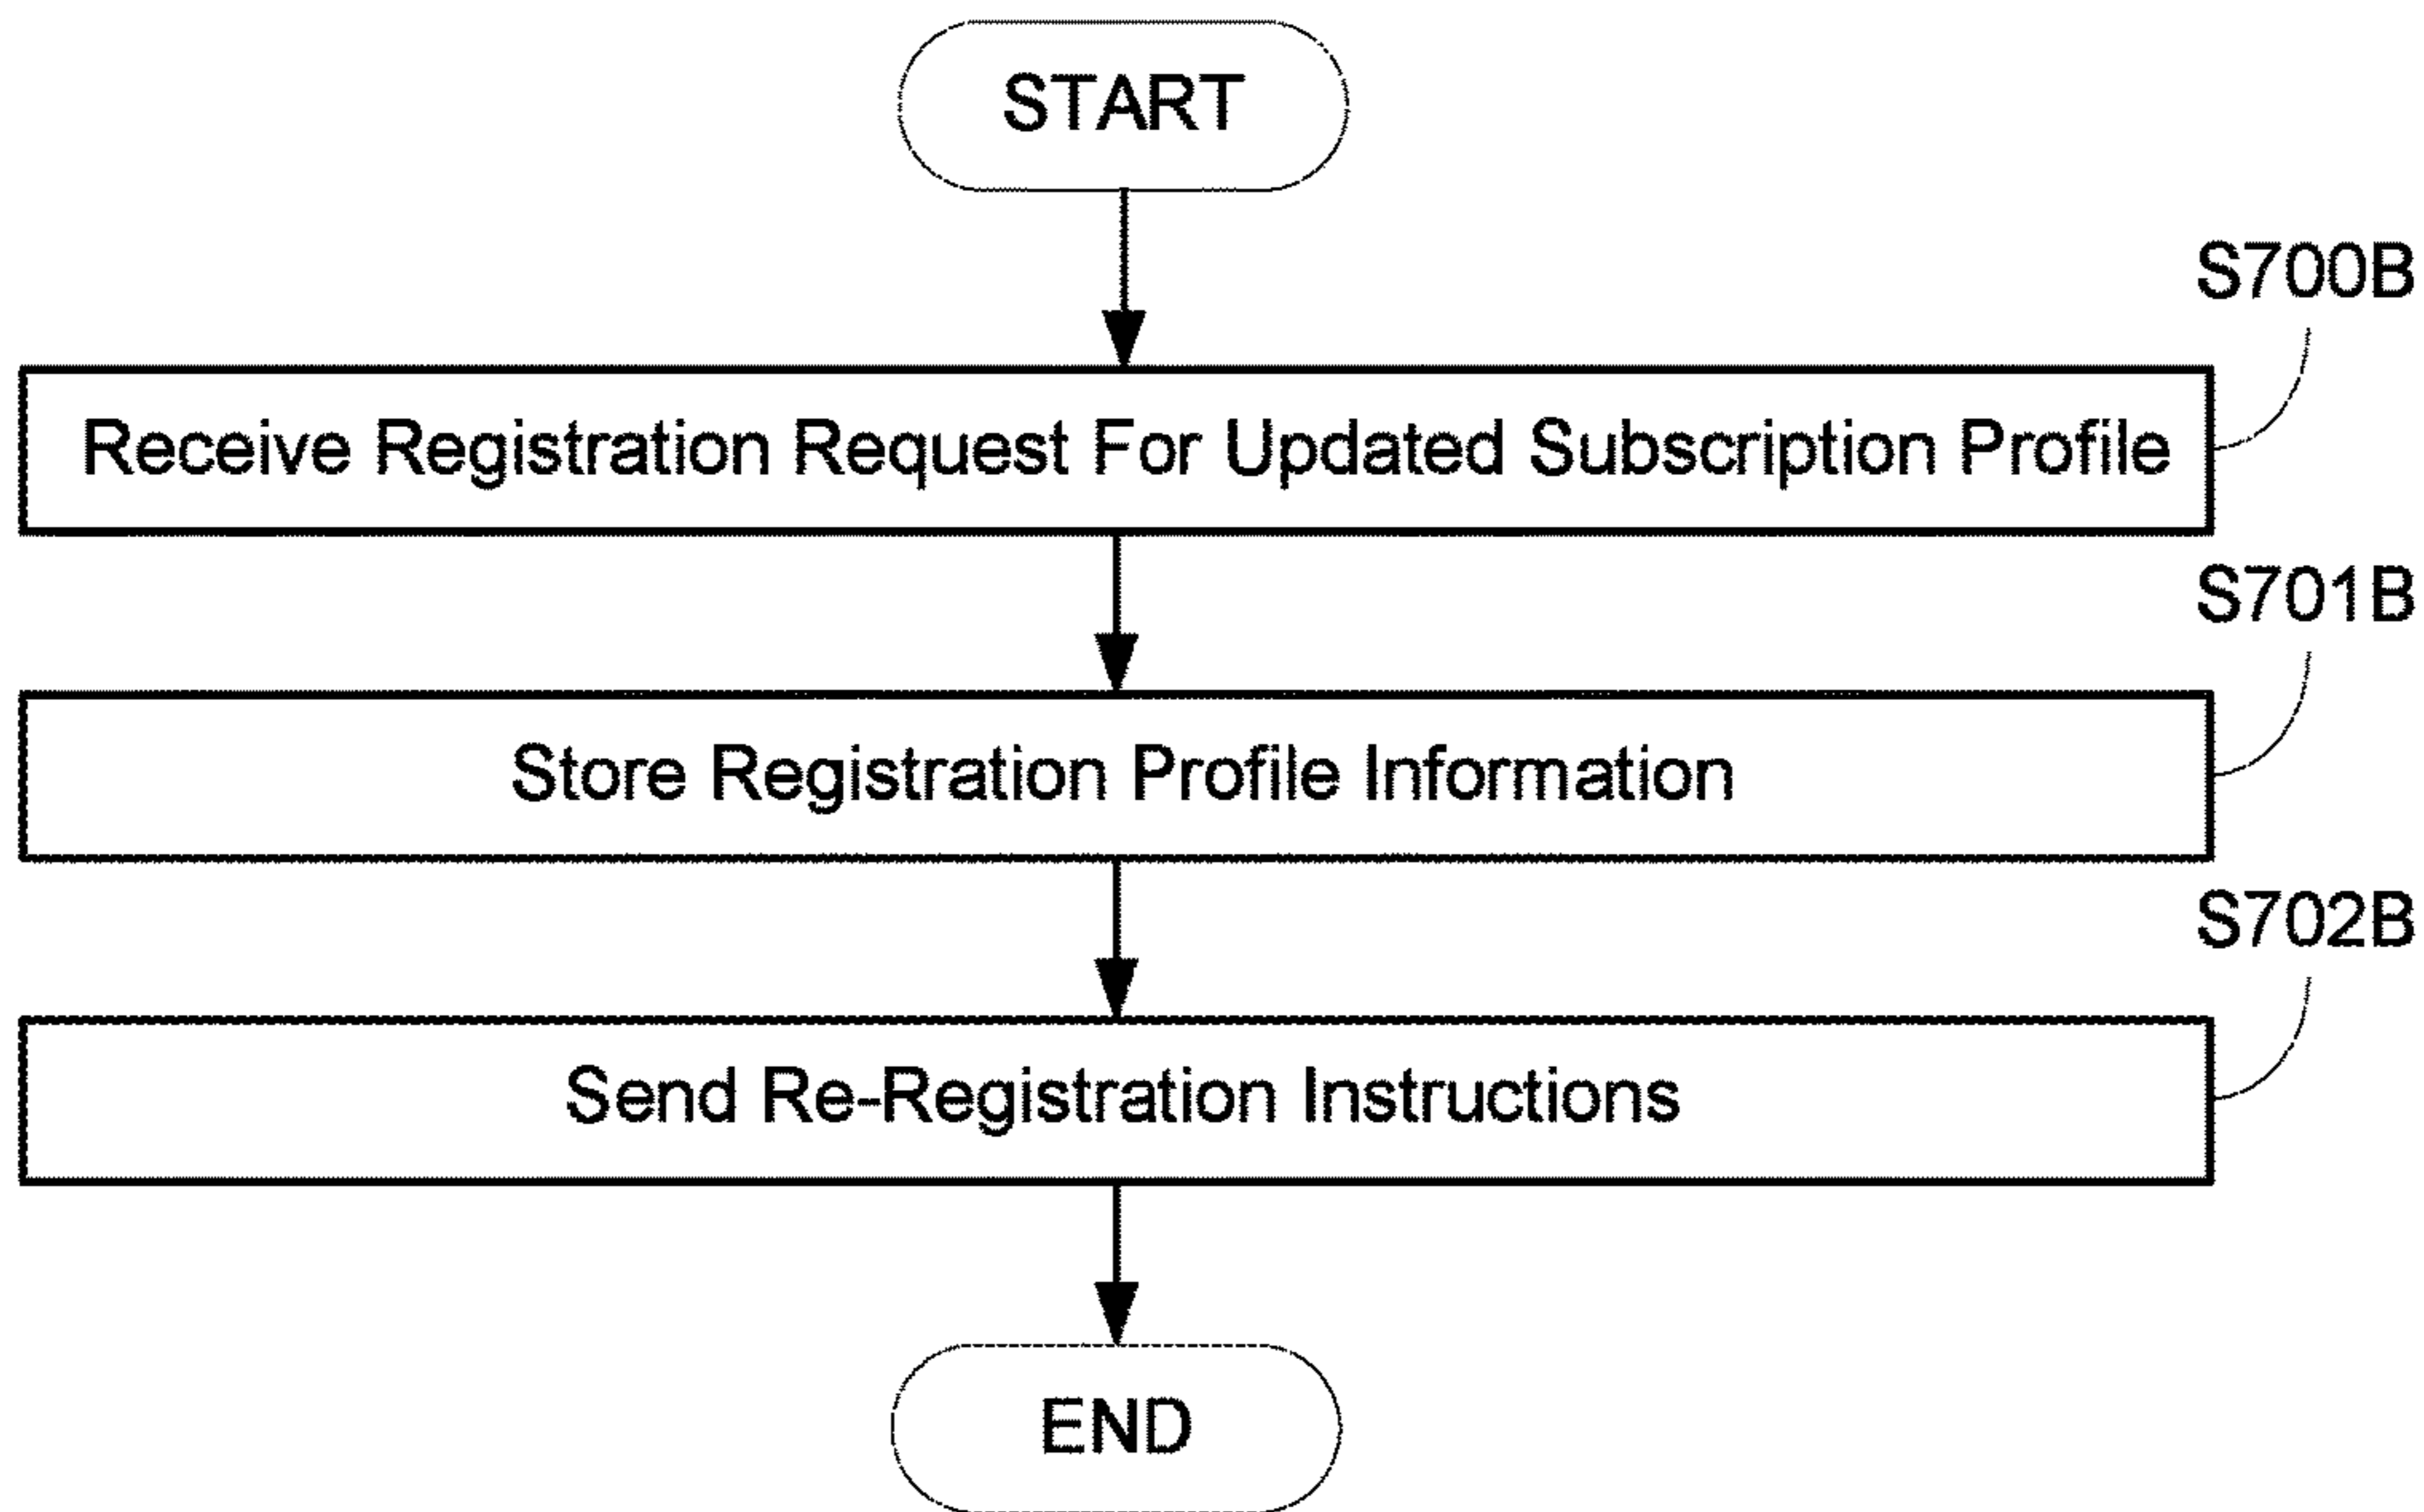 START
S700B
Receive Registration Request For Updated Subscription Profile
S701B
Store Registration Profile Information
S702B
Send Re-Registration Instructions
END